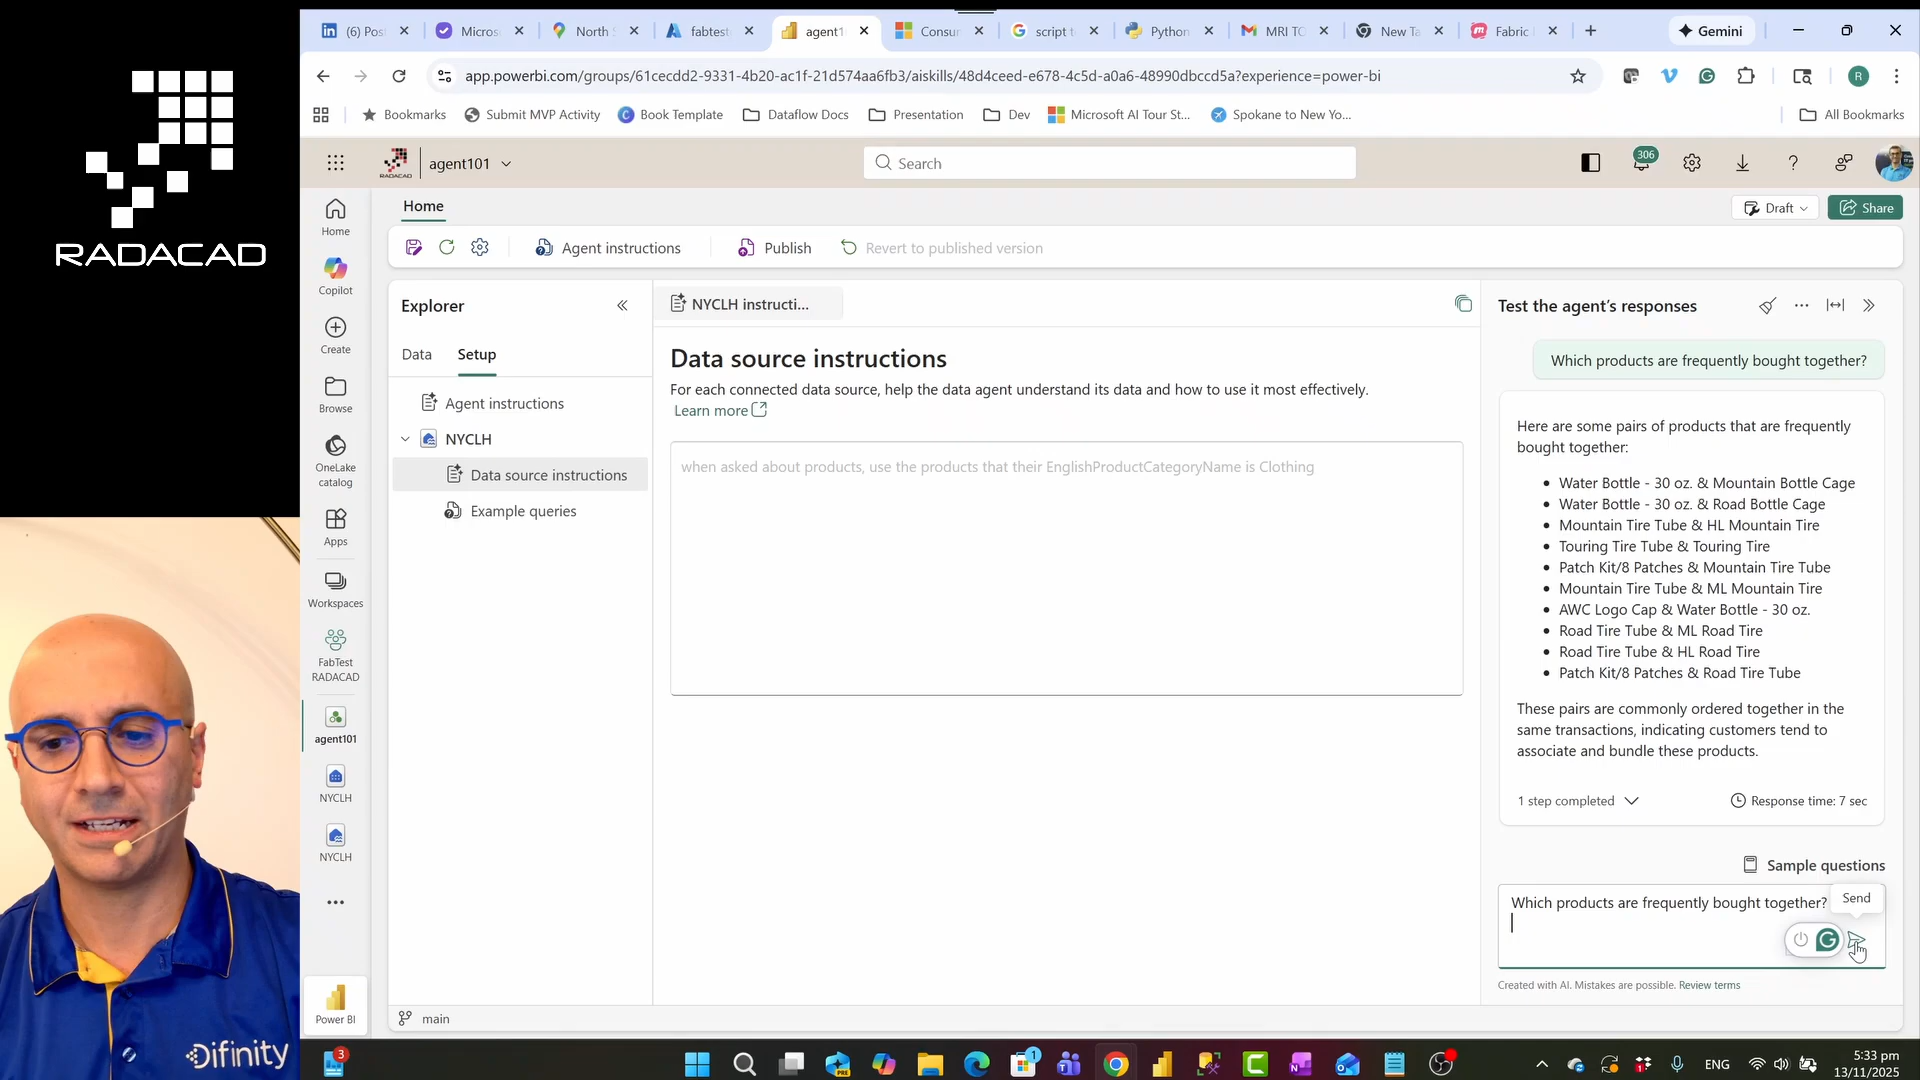 RADACAD
(6) Pos
Micros
North
fabtest
agent1
Consu
script t
Python
MRI TC
New Ta
Fabric
Gemini
app.powerbi.com/groups/61cecdd2-9331-4b20-ac1f-21d574aa6fb3/aiskills/48d4ceed-e678-4c5d-a0a6-48990dbccd5a?experience=power-bi
R
Bookmarks
Submit MVP Activity
Book Template
Dataflow Docs
Presentation
Dev
Microsoft AI Tour St...
Spokane to New Yo...
All Bookmarks
RADACAD
agent101
Search
306
Home
Draft
Share
Agent instructions
Publish
Revert to published version
Home
Copilot
Create
Browse
OneLake
catalog
Apps
Workspaces
FabTest
RADACAD
agent101
NYCLH
NYCLH
Power BI
Explorer
Data
Setup
Agent instructions
NYCLH
Data source instructions
Example queries
NYCLH instructi...
Data source instructions
For each connected data source, help the data agent understand its data and how to use it most effectively.
Learn more
when asked about products, use the products that their EnglishProductCategoryName is Clothing
Test the agent's responses
Which products are frequently bought together?
Here are some pairs of products that are frequently
bought together:
• Water Bottle - 30 oz. & Mountain Bottle Cage
• Water Bottle - 30 oz. & Road Bottle Cage
• Mountain Tire Tube & HL Mountain Tire
• Touring Tire Tube & Touring Tire
• Patch Kit/8 Patches & Mountain Tire Tube
• Mountain Tire Tube & ML Mountain Tire
• AWC Logo Cap & Water Bottle - 30 oz.
• Road Tire Tube & ML Road Tire
• Road Tire Tube & HL Road Tire
• Patch Kit/8 Patches & Road Tire Tube
These pairs are commonly ordered together in the
same transactions, indicating customers tend to
associate and bundle these products.
1 step completed
Response time: 7 sec
Sample questions
Which products are frequently bought together?
Send
Created with AI. Mistakes are possible. Review terms
main
Difinity
3
PRE
1
ENG
5:33 pm
13/11/2025